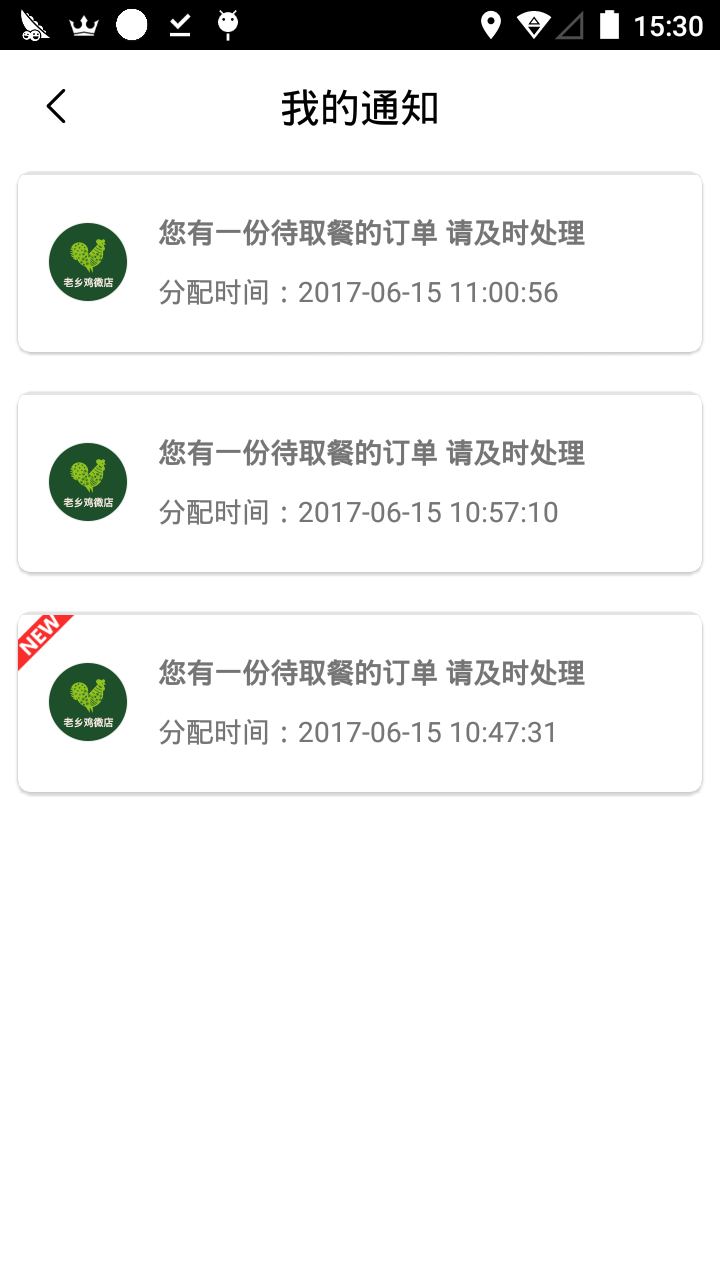 15:30
我的通知
您有一份待取餐的订单 请及时处理
老乡鸡微店
分配时间：2017-06-15 11:00:56
您有一份待取餐的订单 请及时处理
老乡鸡微店
分配时间：2017-06-15 10:57:10
NEW
您有一份待取餐的订单 请及时处理
老乡鸡微店
分配时间：2017-06-15 10:47:31